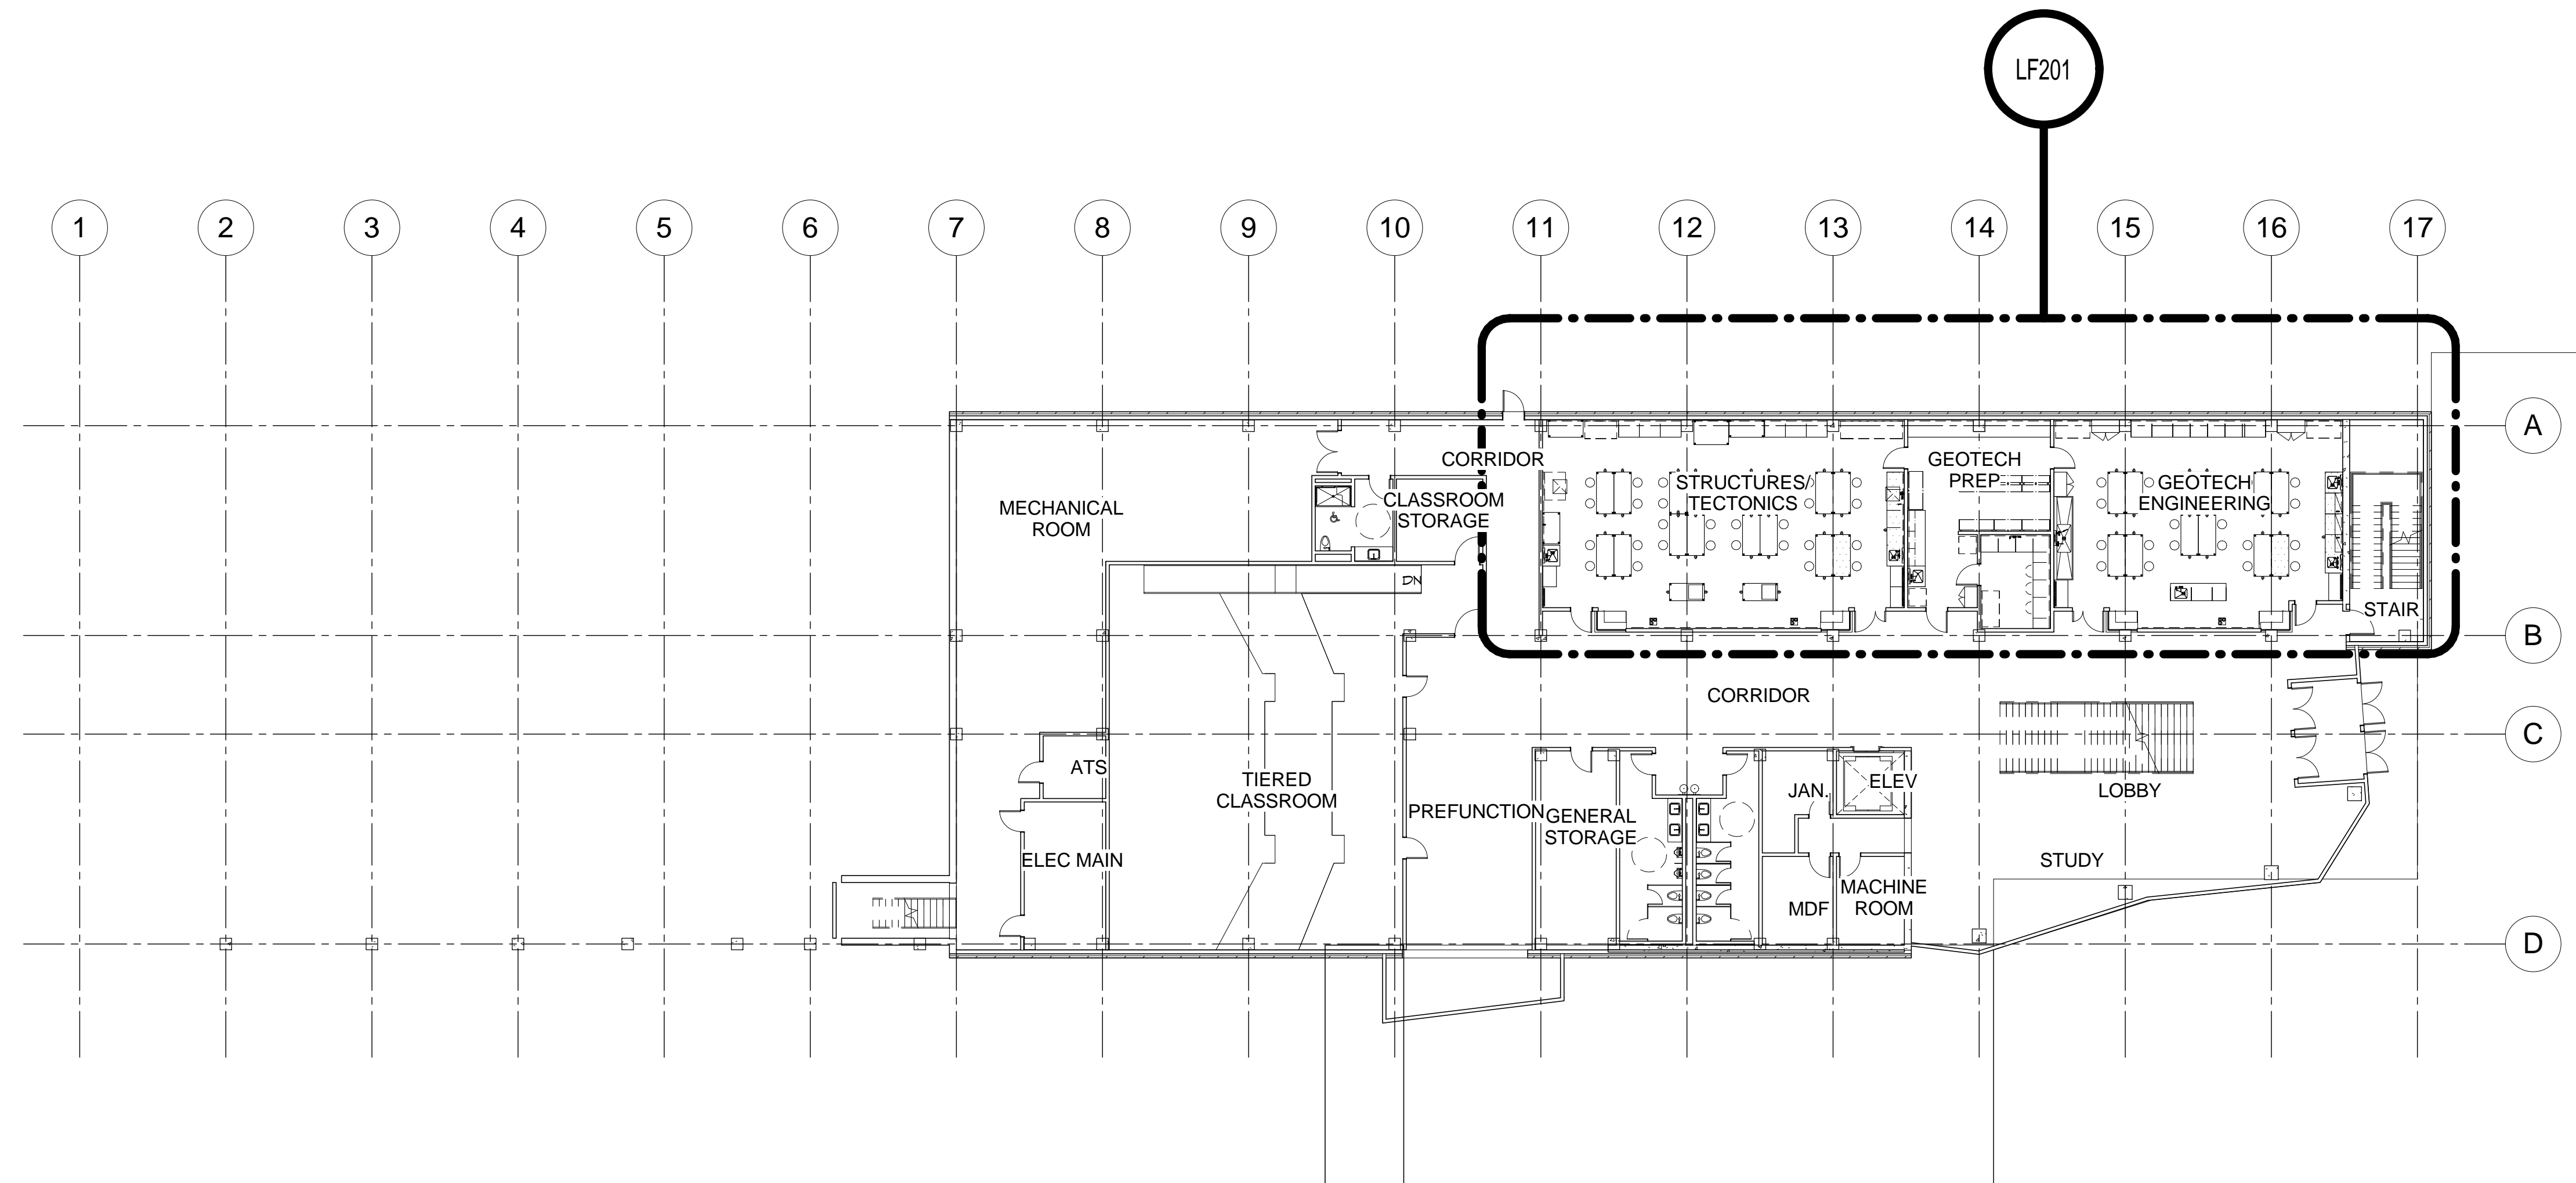 LF201
1
2
3
4
5
6
7
8
9
10
11
12
13
14
15
16
17
A
CORRIDOR
GEOTECH
PREP
STRUCTURES/
TECTONICS
GEOTECH
ENGINEERING
CLASSROOM
STORAGE
MECHANICAL
ROOM
DN
STAIR
B
CORRIDOR
C
ATS
TIERED
CLASSROOM
JAN.
ELEV
LOBBY
PREFUNCTION
GENERAL
STORAGE
ELEC MAIN
STUDY
MACHINE
ROOM
MDF
D